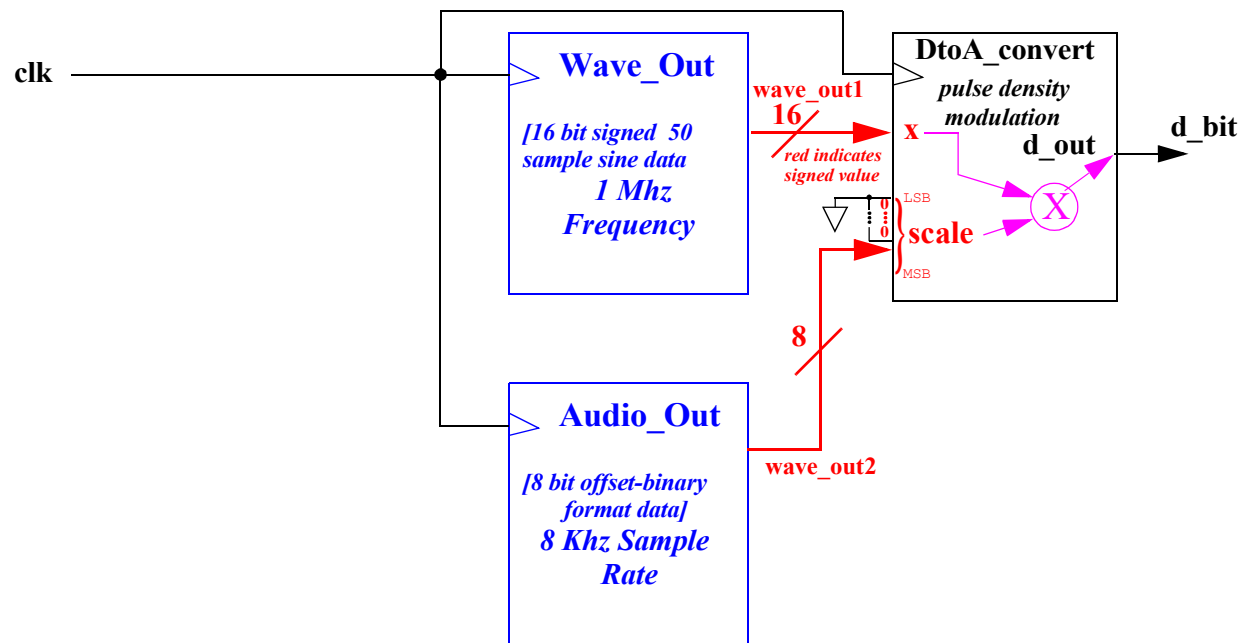 clk
Wave_Out
[16 bit signed  50
sample sine data
1 Mhz
Frequency
wave_out1
16
red indicates
signed value
DtoA_convert
pulse density
modulation
x
d_out
d_bit
X
LSB
0
0
scale
MSB
8
Audio_Out
[8 bit offset-binary
format data]
8 Khz Sample
Rate
wave_out2